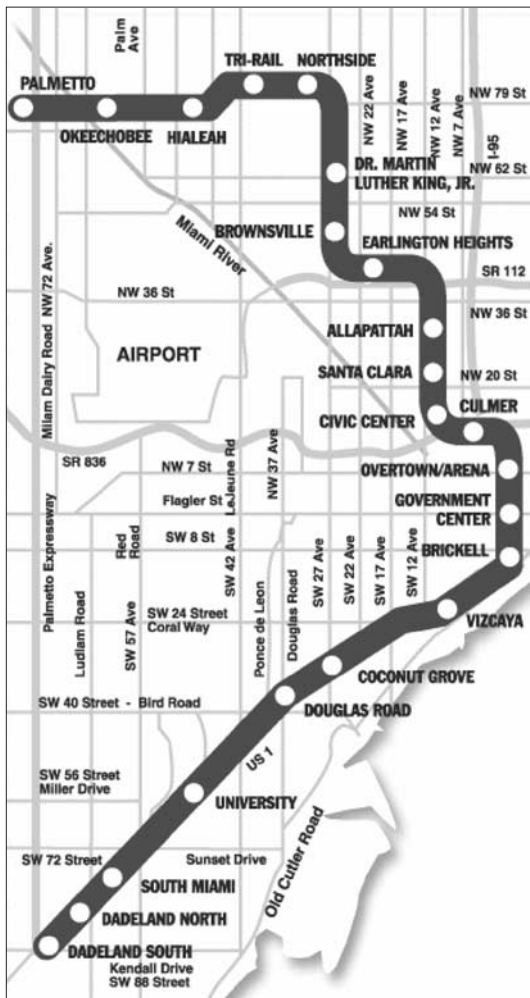 Palm
Ave
TRI-RAIL
NORTHSIDE
PALMETTO
NW 79 St
OKEECHOBEE
HIALEAH
NW 22 Ave
NW 17 Ave
NW 12 Ave
NW 7 Ave
I-95
DR. MARTIN
LUTHER KING, JR.
NW 62 St
NW 54 St
BROWNSVILLE
Miami River
EARLINGTON HEIGHTS
SR 112
NW 72 Ave.
NW 36 St
NW 36 St
ALLAPATTAH
AIRPORT
Milam Dairy Road
SANTA CLARA
NW 20 St
CIVIC CENTER
CULMER
SR 836
NW 7 St
LeJeune Rd
NW 37 Ave
OVERTOWN/ARENA
Flagler St
GOVERNMENT
CENTER
SW 8 St
Palmetto Expressway
Red
Road
SW 42 Ave
SW 27 Ave
SW 22 Ave
SW 17 Ave
SW 12 Ave
BRICKELL
Ludlam Road
SW 57 Ave
SW 24 Street
Coral Way
Ponce de Leon
Douglas Road
VIZCAYA
COCONUT GROVE
SW 40 Street - Bird Road
DOUGLAS ROAD
US 1
SW 56 Street
Miller Drive
UNIVERSITY
Old Cutler Road
SW 72 Street
Sunset Drive
SOUTH MIAMI
DADELAND NORTH
DADELAND SOUTH
Kendall Drive
SW 88 Street